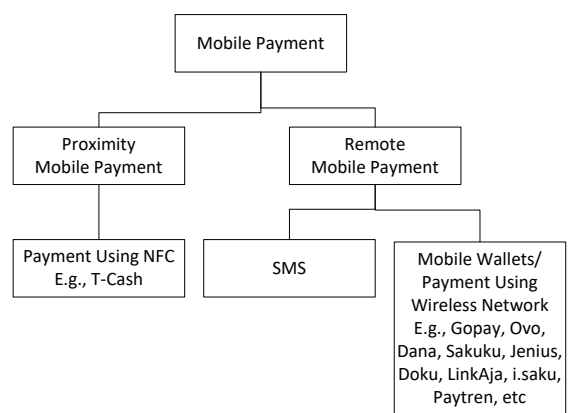 Mobile Payment
Proximity
Mobile Payment
Remote
Mobile Payment
Payment Using NFC
E.g., T-Cash
SMS
Mobile Wallets/
Payment Using
Wireless Network
E.g., Gopay, Ovo,
Dana, Sakuku, Jenius,
Doku, LinkAja, i.saku,
Paytren, etc